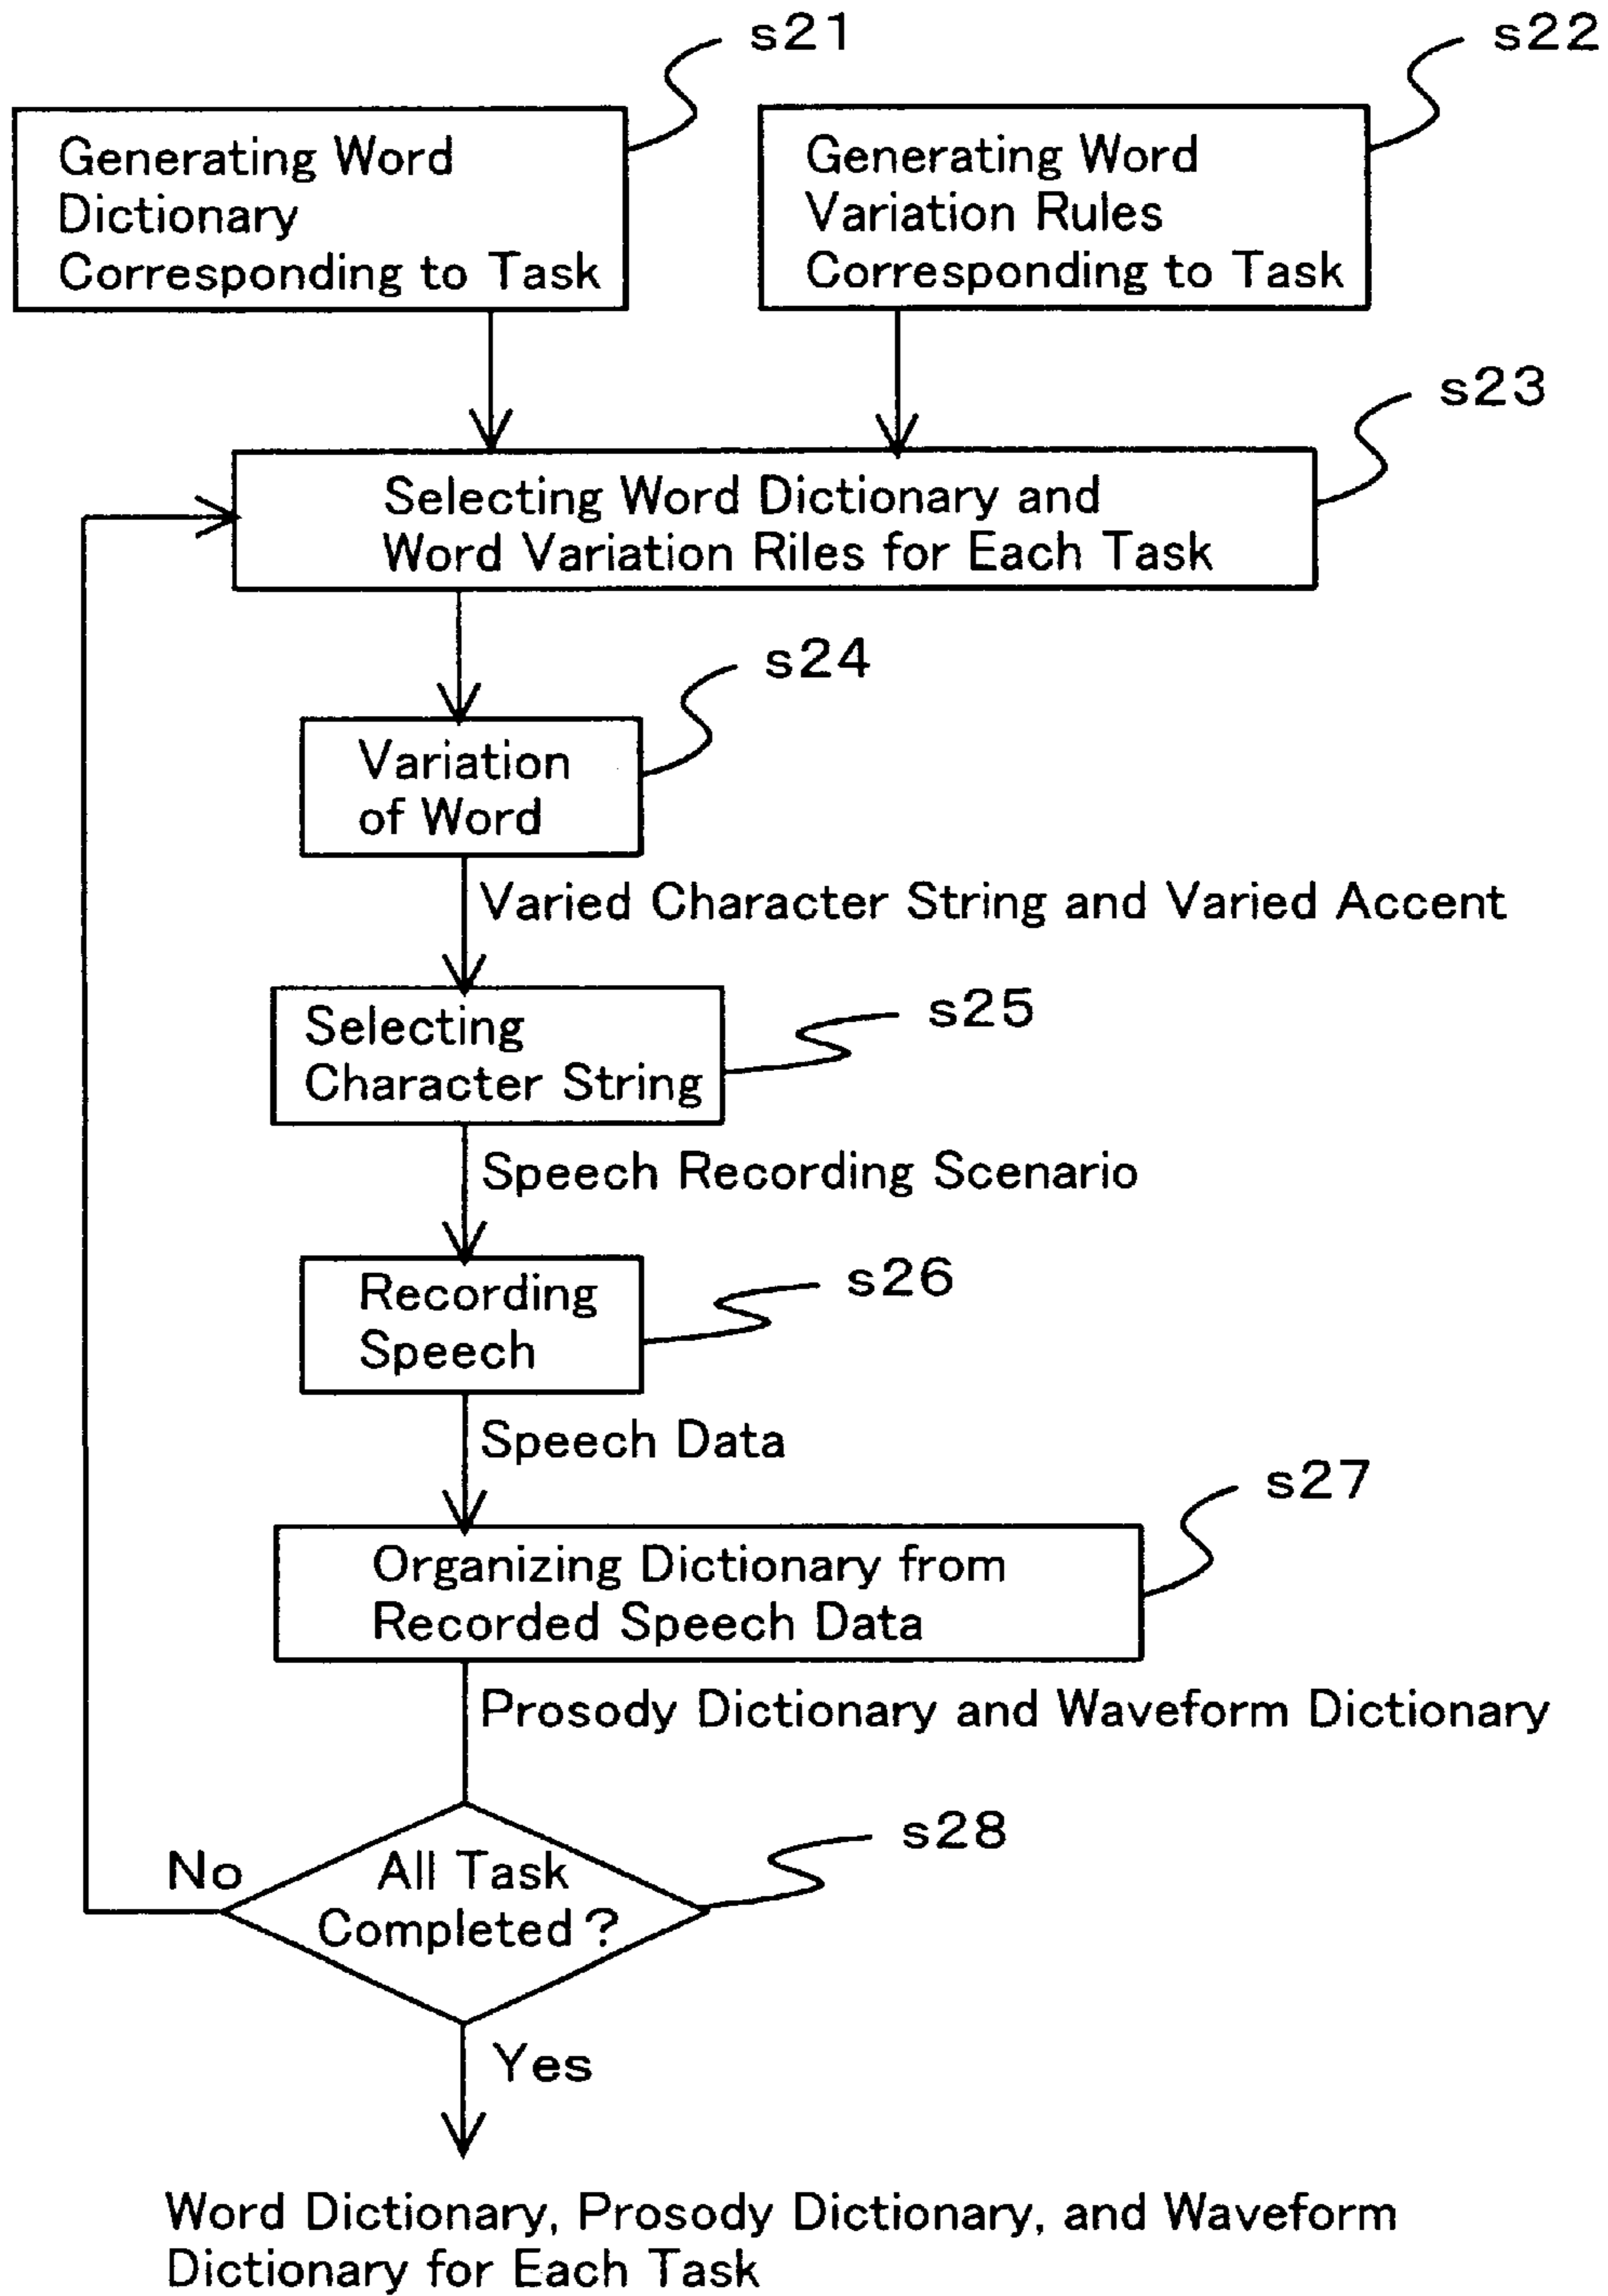 s21
s22
Generating Word
Dictionary
Corresponding to Task
Generating Word
Variation Rules
Corresponding to Task
s23
Selecting Word Dictionary and
Word Variation Riles for Each Task
s24
Variation
of Word
Varied Character String and Varied Accent
s25
Selecting
Character String
Speech Recording Scenario
s26
Recording
Speech
Speech Data
s27
Organizing Dictionary from
Recorded Speech Data
Prosody Dictionary and Waveform Dictionary
s28
No
All Task
Completed?
Yes
Word Dictionary, Prosody Dictionary, and Waveform
Dictionary for Each Task